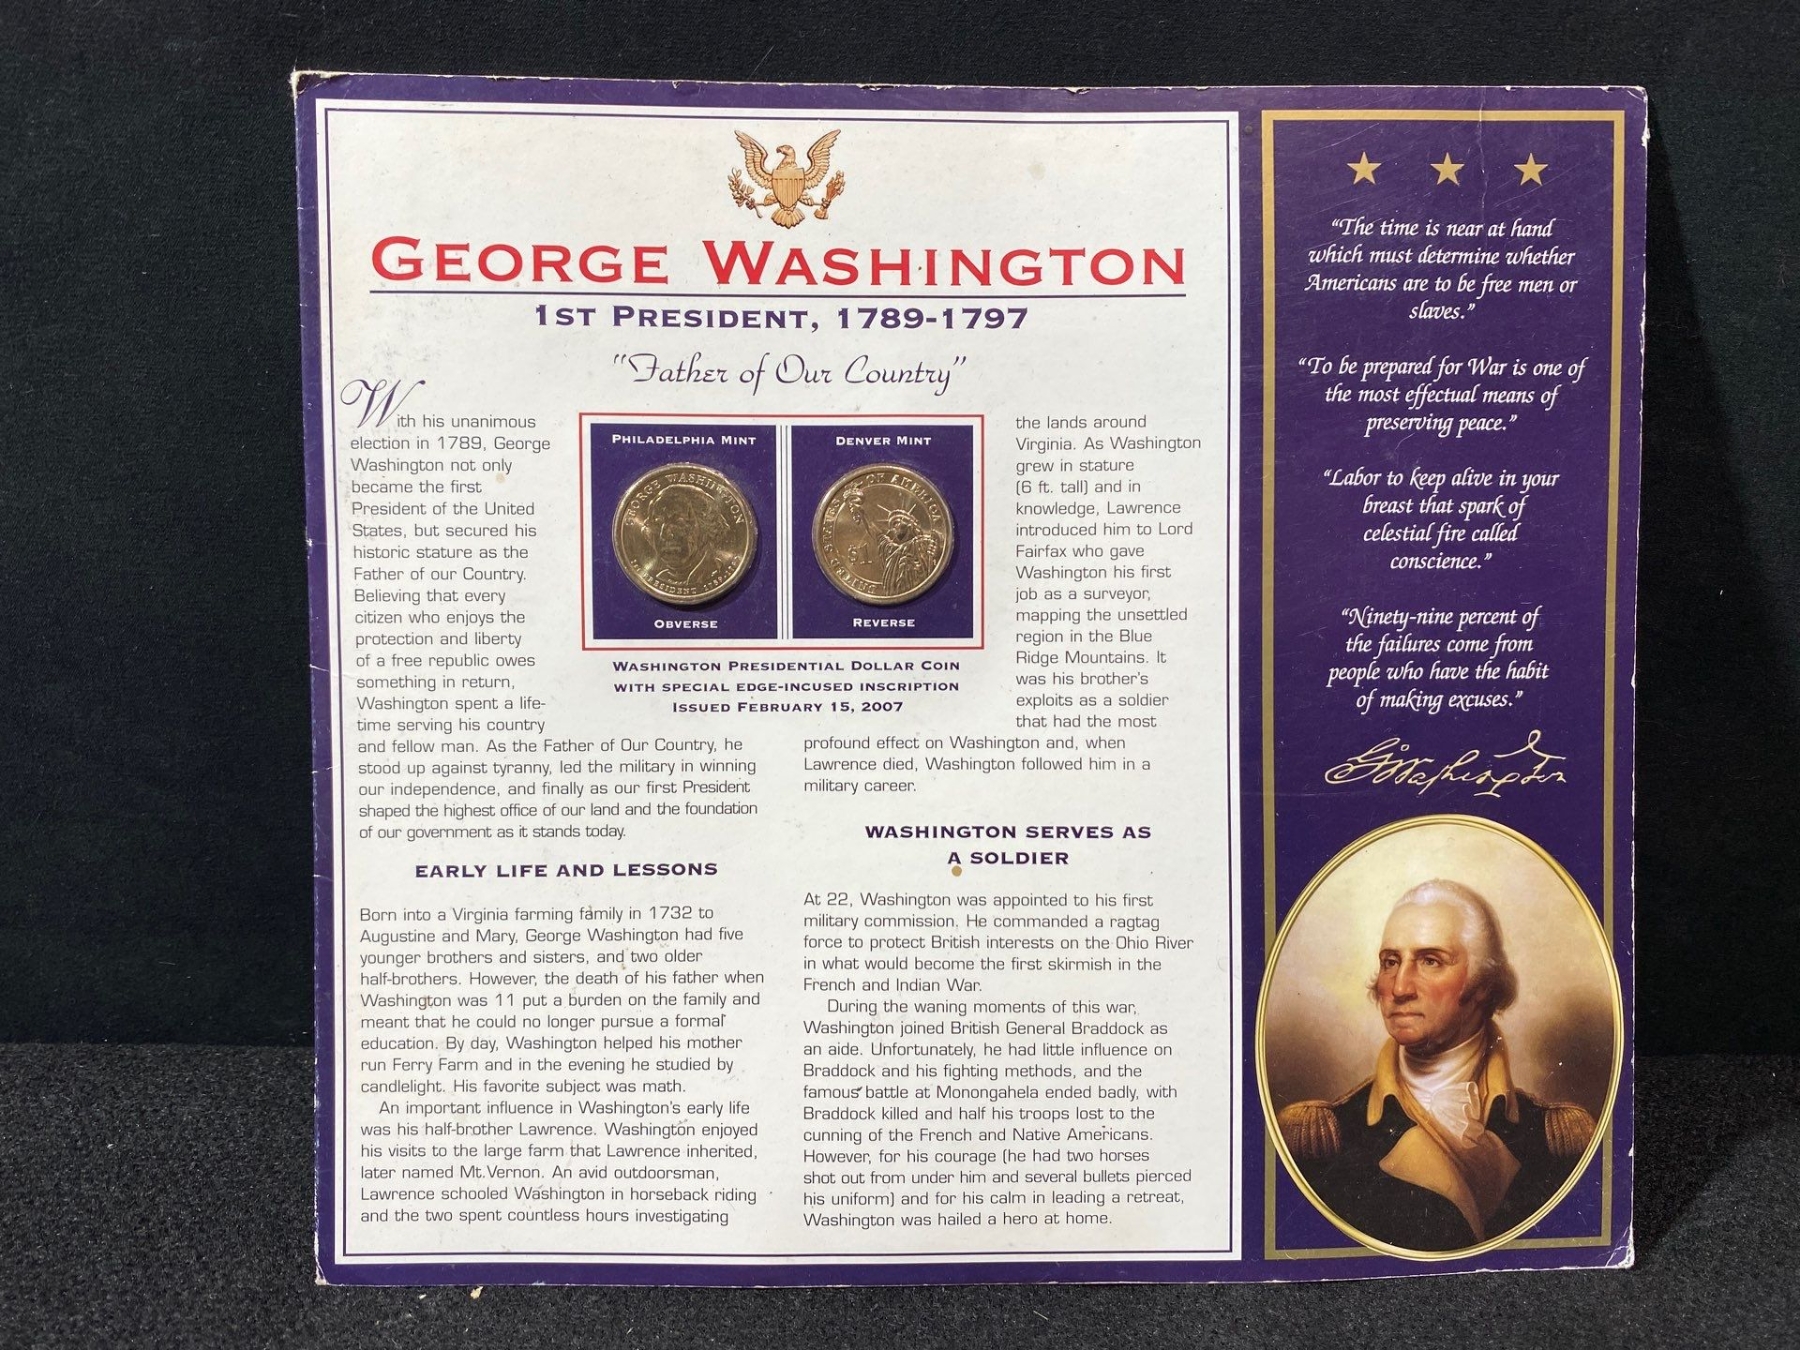 GEORGE WASHINGTON
1ST PRESIDENT, 1789-1797
"Father of Our Country"
With his unanimous
election in 1789, George
Washington not only
became the first
President of the United
States, but secured his
historic stature as the
Father of our Country.
Believing that every
citizen who enjoys the
protection and liberty
of a free republic owes
something in return,
Washington spent a life-
time serving his country
and fellow man. As the Father of Our Country, he
stood up against tyranny, led the military in winning
our independence, and finally as our first President
shaped the highest office of our land and the foundation
of our government as it stands today.
EARLY LIFE AND LESSONS
Born into a Virginia farming family in 1732 to
Augustine and Mary, George Washington had five
younger brothers and sisters, and two older
half-brothers. However, the death of his father when
Washington was 11 put a burden on the family and
meant that he could no longer pursue a formal
education. By day, Washington helped his mother
run Ferry Farm and in the evening he studied by
candlelight. His favorite subject was math.
An important influence in Washington's early life
was his half-brother Lawrence. Washington enjoyed
his visits to the large farm that Lawrence inherited,
later named Mt.Vernon. An avid outdoorsman,
Lawrence schooled Washington in horseback riding
and the two spent countless hours investigating
PHILADELPHIA MINT
GEORGE WASHINGTON
1st PRESIDENT 1789-1797
OBVERSE
DENVER MINT
UNITED STATES OF AMERICA
$1
REVERSE
WASHINGTON PRESIDENTIAL DOLLAR COIN
WITH SPECIAL EDGE-INCUSED INSCRIPTION
ISSUED FEBRUARY 15, 2007
the lands around
Virginia. As Washington
grew in stature
(6 ft. tall) and in
knowledge, Lawrence
introduced him to Lord
Fairfax who gave
Washington his first
job as a surveyor,
mapping the unsettled
region in the Blue
Ridge Mountains. It
was his brother's
exploits as a soldier
that had the most
profound effect on Washington and, when
Lawrence died, Washington followed him in a
military career.
WASHINGTON SERVES AS
A SOLDIER
At 22, Washington was appointed to his first
military commission. He commanded a ragtag
force to protect British interests on the Ohio River
in what would become the first skirmish in the
French and Indian War.
During the waning moments of this war,
Washington joined British General Braddock as
an aide. Unfortunately, he had little influence on
Braddock and his fighting methods, and the
famous battle at Monongahela ended badly, with
Braddock killed and half his troops lost to the
cunning of the French and Native Americans.
However, for his courage (he had two horses
shot out from under him and several bullets pierced
his uniform) and for his calm in leading a retreat,
Washington was hailed a hero at home.
"The time is near at hand
which must determine whether
Americans are to be free men or
slaves."
"To be prepared for War is one of
the most effectual means of
preserving peace."
"Labor to keep alive in your
breast that spark of
celestial fire called
conscience."
"Ninety-nine percent of
the failures come from
people who have the habit
of making excuses."
G Washington